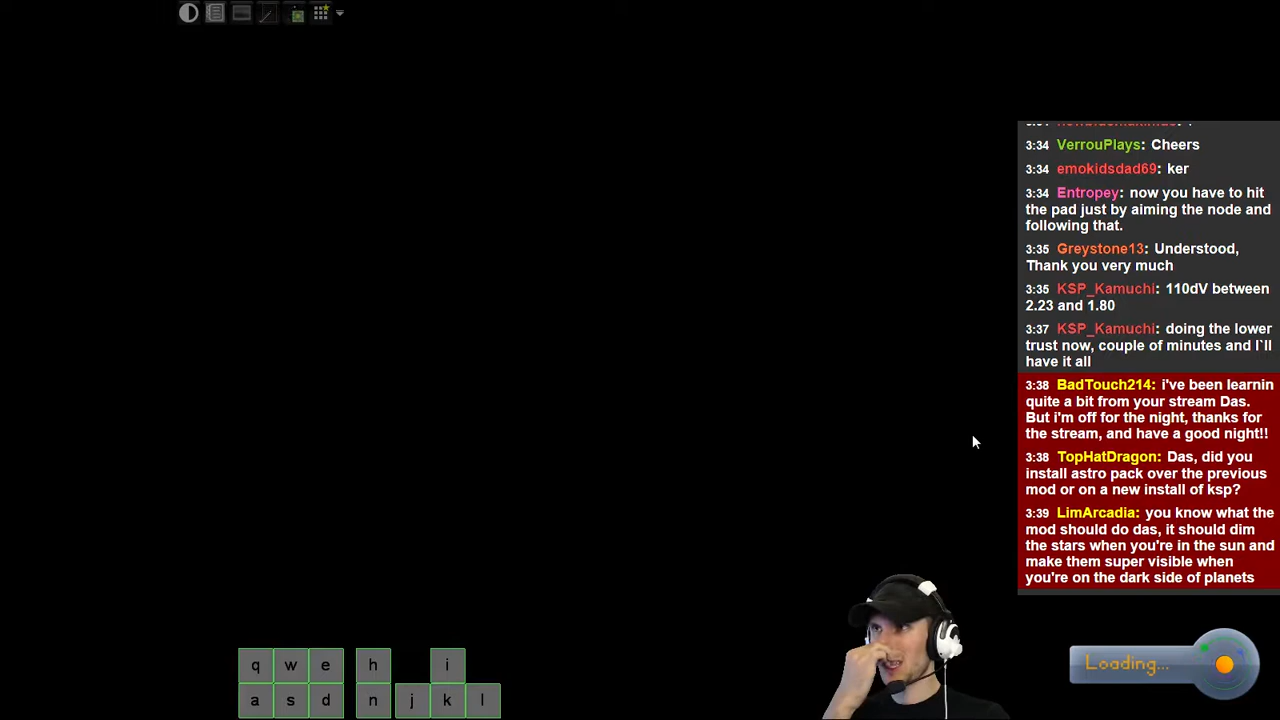 3:34 VerrouPlays: Cheers
3:34 emokidsdad69: ker
3:34 Entropey: now you have to hit
the pad just by aiming the node and
following that.
3:35 Greystone13: Understood,
Thank you very much
3:35 KSP_Kamuchi: 110dV between
2.23 and 1.80
3:37 KSP_Kamuchi: doing the lower
trust now, couple of minutes and I`ll
have it all
3:38 BadTouch214: i've been learnin
quite a bit from your stream Das.
But i'm off for the night, thanks for
the stream, and have a good night!!
3:38 TopHatDragon: Das, did you
install astro pack over the previous
mod or on a new install of ksp?
3:39 LimArcadia: you know what the
mod should do das, it should dim
the stars when you're in the sun and
make them super visible when
you're on the dark side of planets
q w e h i
a s d n j k l
Loading...